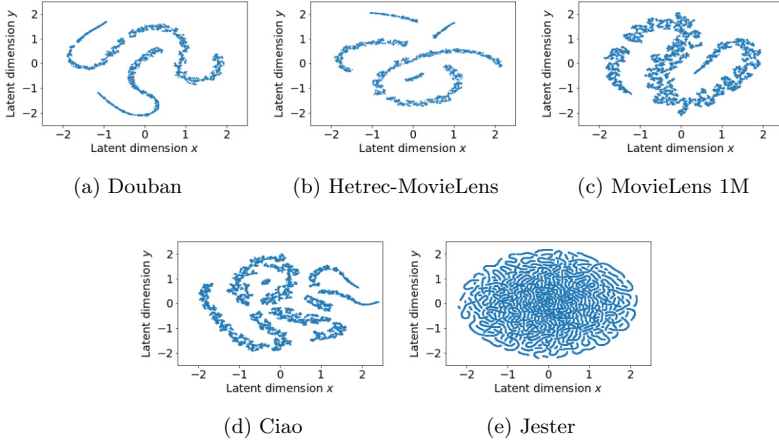 2
1
0
−1
−2
Latent dimension y
−2 −1 0 1 2
Latent dimension x
(a) Douban
2
1
0
−1
−2
Latent dimension y
−2 −1 0 1 2
Latent dimension x
(b) Hetrec-MovieLens
2
1
0
−1
−2
Latent dimension y
−2 −1 0 1 2
Latent dimension x
(c) MovieLens 1M
2
1
0
−1
−2
Latent dimension y
−2 −1 0 1 2
Latent dimension x
(d) Ciao
2
1
0
−1
−2
Latent dimension y
−2 −1 0 1 2
Latent dimension x
(e) Jester